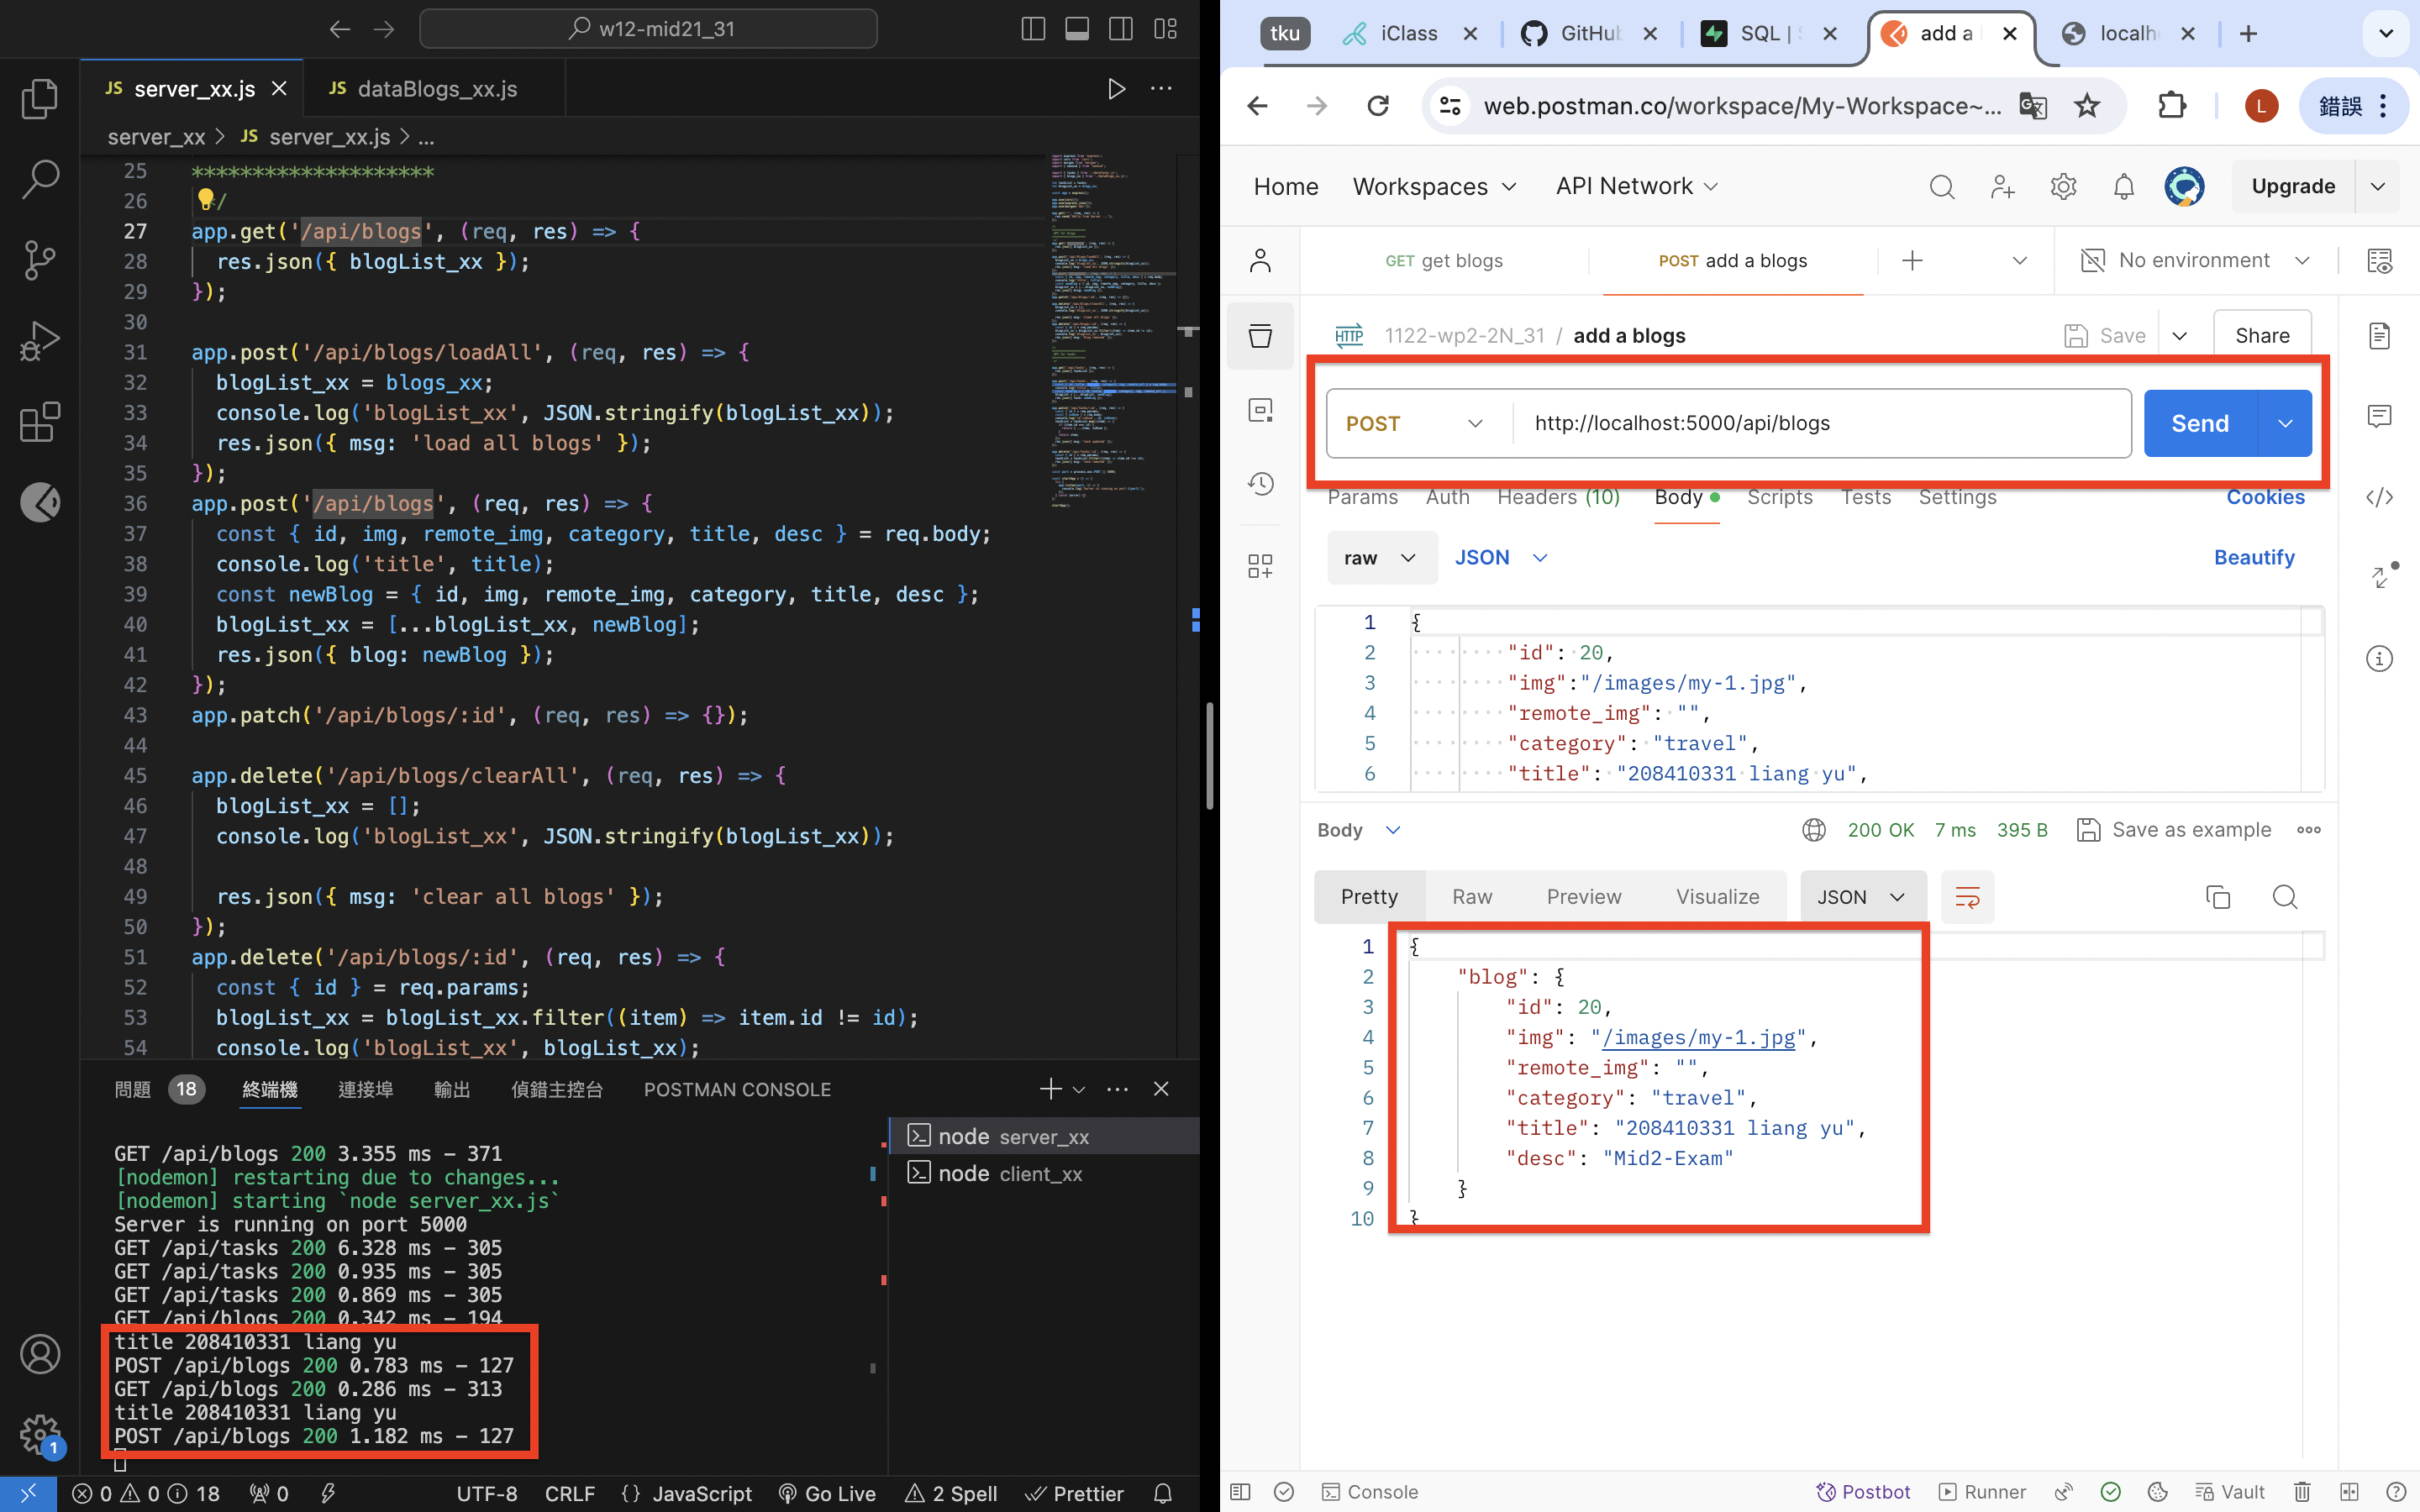 w12-mid21_31
JS server_xx.js
JS dataBlogs_xx.js
server_xx > JS server_xx.js > ...
25 ********************
26 */
27 app.get('/api/blogs', (req, res) => {
28 res.json({ blogList_xx });
29 });
30
31 app.post('/api/blogs/loadAll', (req, res) => {
32 blogList_xx = blogs_xx;
33 console.log('blogList_xx', JSON.stringify(blogList_xx));
34 res.json({ msg: 'load all blogs' });
35 });
36 app.post('/api/blogs', (req, res) => {
37 const { id, img, remote_img, category, title, desc } = req.body;
38 console.log('title', title);
39 const newBlog = { id, img, remote_img, category, title, desc };
40 blogList_xx = [...blogList_xx, newBlog];
41 res.json({ blog: newBlog });
42 });
43 app.patch('/api/blogs/:id', (req, res) => {});
44
45 app.delete('/api/blogs/clearAll', (req, res) => {
46 blogList_xx = [];
47 console.log('blogList_xx', JSON.stringify(blogList_xx));
48
49 res.json({ msg: 'clear all blogs' });
50 });
51 app.delete('/api/blogs/:id', (req, res) => {
52 const { id } = req.params;
53 blogList_xx = blogList_xx.filter((item) => item.id != id);
54 console.log('blogList_xx', blogList_xx);
問題 18 終端機 連接埠 輸出 偵錯主控台 POSTMAN CONSOLE
GET /api/blogs 200 3.355 ms - 371
[nodemon] restarting due to changes...
[nodemon] starting `node server_xx.js`
Server is running on port 5000
GET /api/tasks 200 6.328 ms - 305
GET /api/tasks 200 0.935 ms - 305
GET /api/tasks 200 0.869 ms - 305
GET /api/blogs 200 0.342 ms - 194
title 208410331 liang yu
POST /api/blogs 200 0.783 ms - 127
GET /api/blogs 200 0.286 ms - 313
title 208410331 liang yu
POST /api/blogs 200 1.182 ms - 127
node server_xx
node client_xx
1
0 0 18 0 UTF-8 CRLF {} JavaScript Go Live 2 Spell Prettier
tku iClass GitHub SQL | add a localh
web.postman.co/workspace/My-Workspace~... L 錯誤
Home Workspaces API Network Upgrade
GET get blogs POST add a blogs No environment
HTTP 1122-wp2-2N_31 / add a blogs Save Share
POST http://localhost:5000/api/blogs Send
Params Auth Headers (10) Body Scripts Tests Settings Cookies
raw JSON Beautify
1 {
2 "id": 20,
3 "img":"/images/my-1.jpg",
4 "remote_img": "",
5 "category": "travel",
6 "title": "208410331 liang yu",
Body 200 OK 7 ms 395 B Save as example
Pretty Raw Preview Visualize JSON
1 {
2 "blog": {
3 "id": 20,
4 "img": "/images/my-1.jpg",
5 "remote_img": "",
6 "category": "travel",
7 "title": "208410331 liang yu",
8 "desc": "Mid2-Exam"
9 }
10 }
Console Postbot Runner Vault